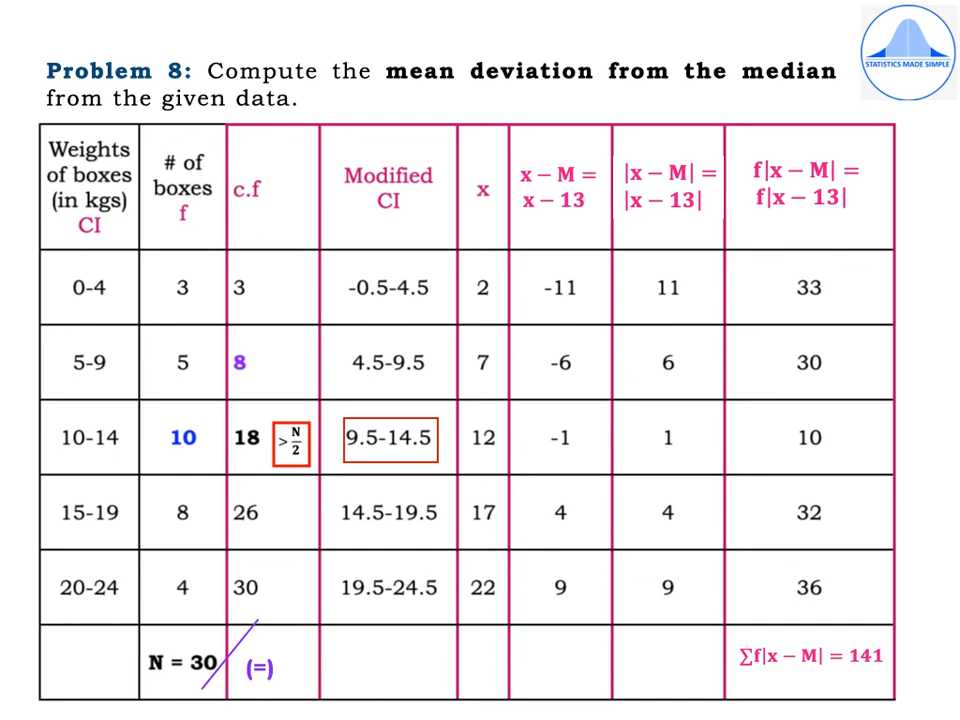 STATISTICS MADE SIMPLE
Problem 8: Compute the mean deviation from the median
from the given data.
Weights of boxes (in kgs) CI | # of boxes f | c.f | Modified CI | x | x − M = x − 13 | |x − M| = |x − 13| | f|x − M| = f|x − 13|
0-4 | 3 | 3 | -0.5-4.5 | 2 | -11 | 11 | 33
5-9 | 5 | 8 | 4.5-9.5 | 7 | -6 | 6 | 30
10-14 | 10 | 18 > N/2 | 9.5-14.5 | 12 | -1 | 1 | 10
15-19 | 8 | 26 | 14.5-19.5 | 17 | 4 | 4 | 32
20-24 | 4 | 30 | 19.5-24.5 | 22 | 9 | 9 | 36
N = 30 | (=) | ∑f|x − M| = 141